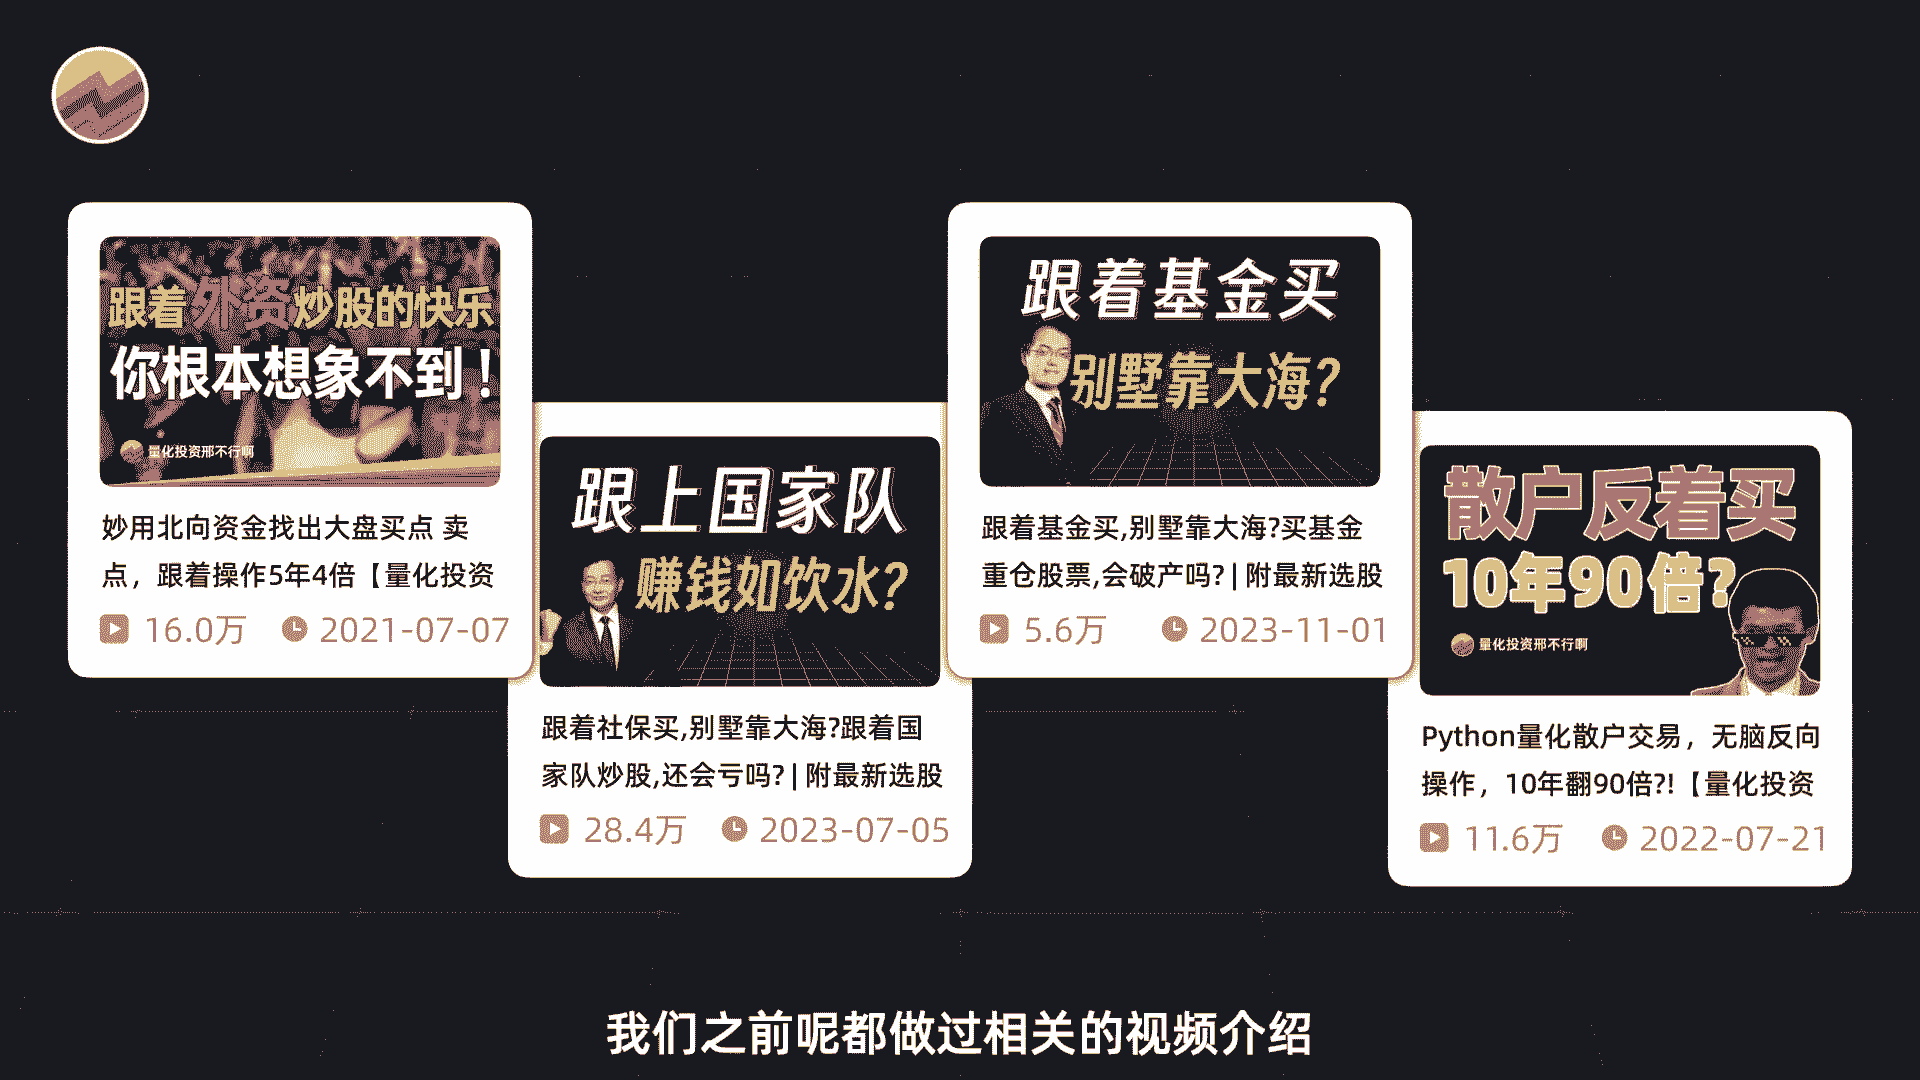 跟着外资炒股的快乐
你根本想象不到！
量化投资邢不行啊
妙用北向资金找出大盘买点 卖
点，跟着操作5年4倍【量化投资
16.0万 2021-07-07
跟上国家队
赚钱如饮水？
跟着社保买,别墅靠大海?跟着国
家队炒股,还会亏吗?|附最新选股
28.4万 2023-07-05
跟着基金买
别墅靠大海？
跟着基金买,别墅靠大海?买基金
重仓股票,会破产吗?|附最新选股
5.6万 2023-11-01
散户反着买
10年90倍？
量化投资邢不行啊
Python量化散户交易，无脑反向
操作，10年翻90倍?!【量化投资
11.6万 2022-07-21
我们之前呢都做过相关的视频介绍